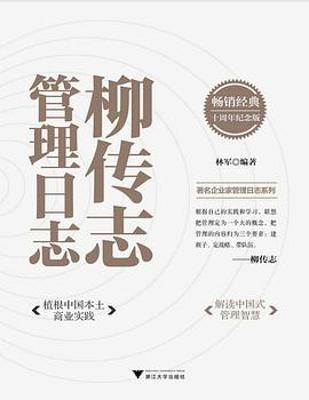 柳传志
管理日志
畅销经典
十周年纪念版
林军◎编著
著名企业家管理日志系列
根据自己的实践和学习，联想
把管理定为一个大的概念，把
管理的内容归为三个要素：建
班子、定战略、带队伍。
——柳传志
植根中国本土
商业实践
解读中国式
管理智慧
浙江大学出版社